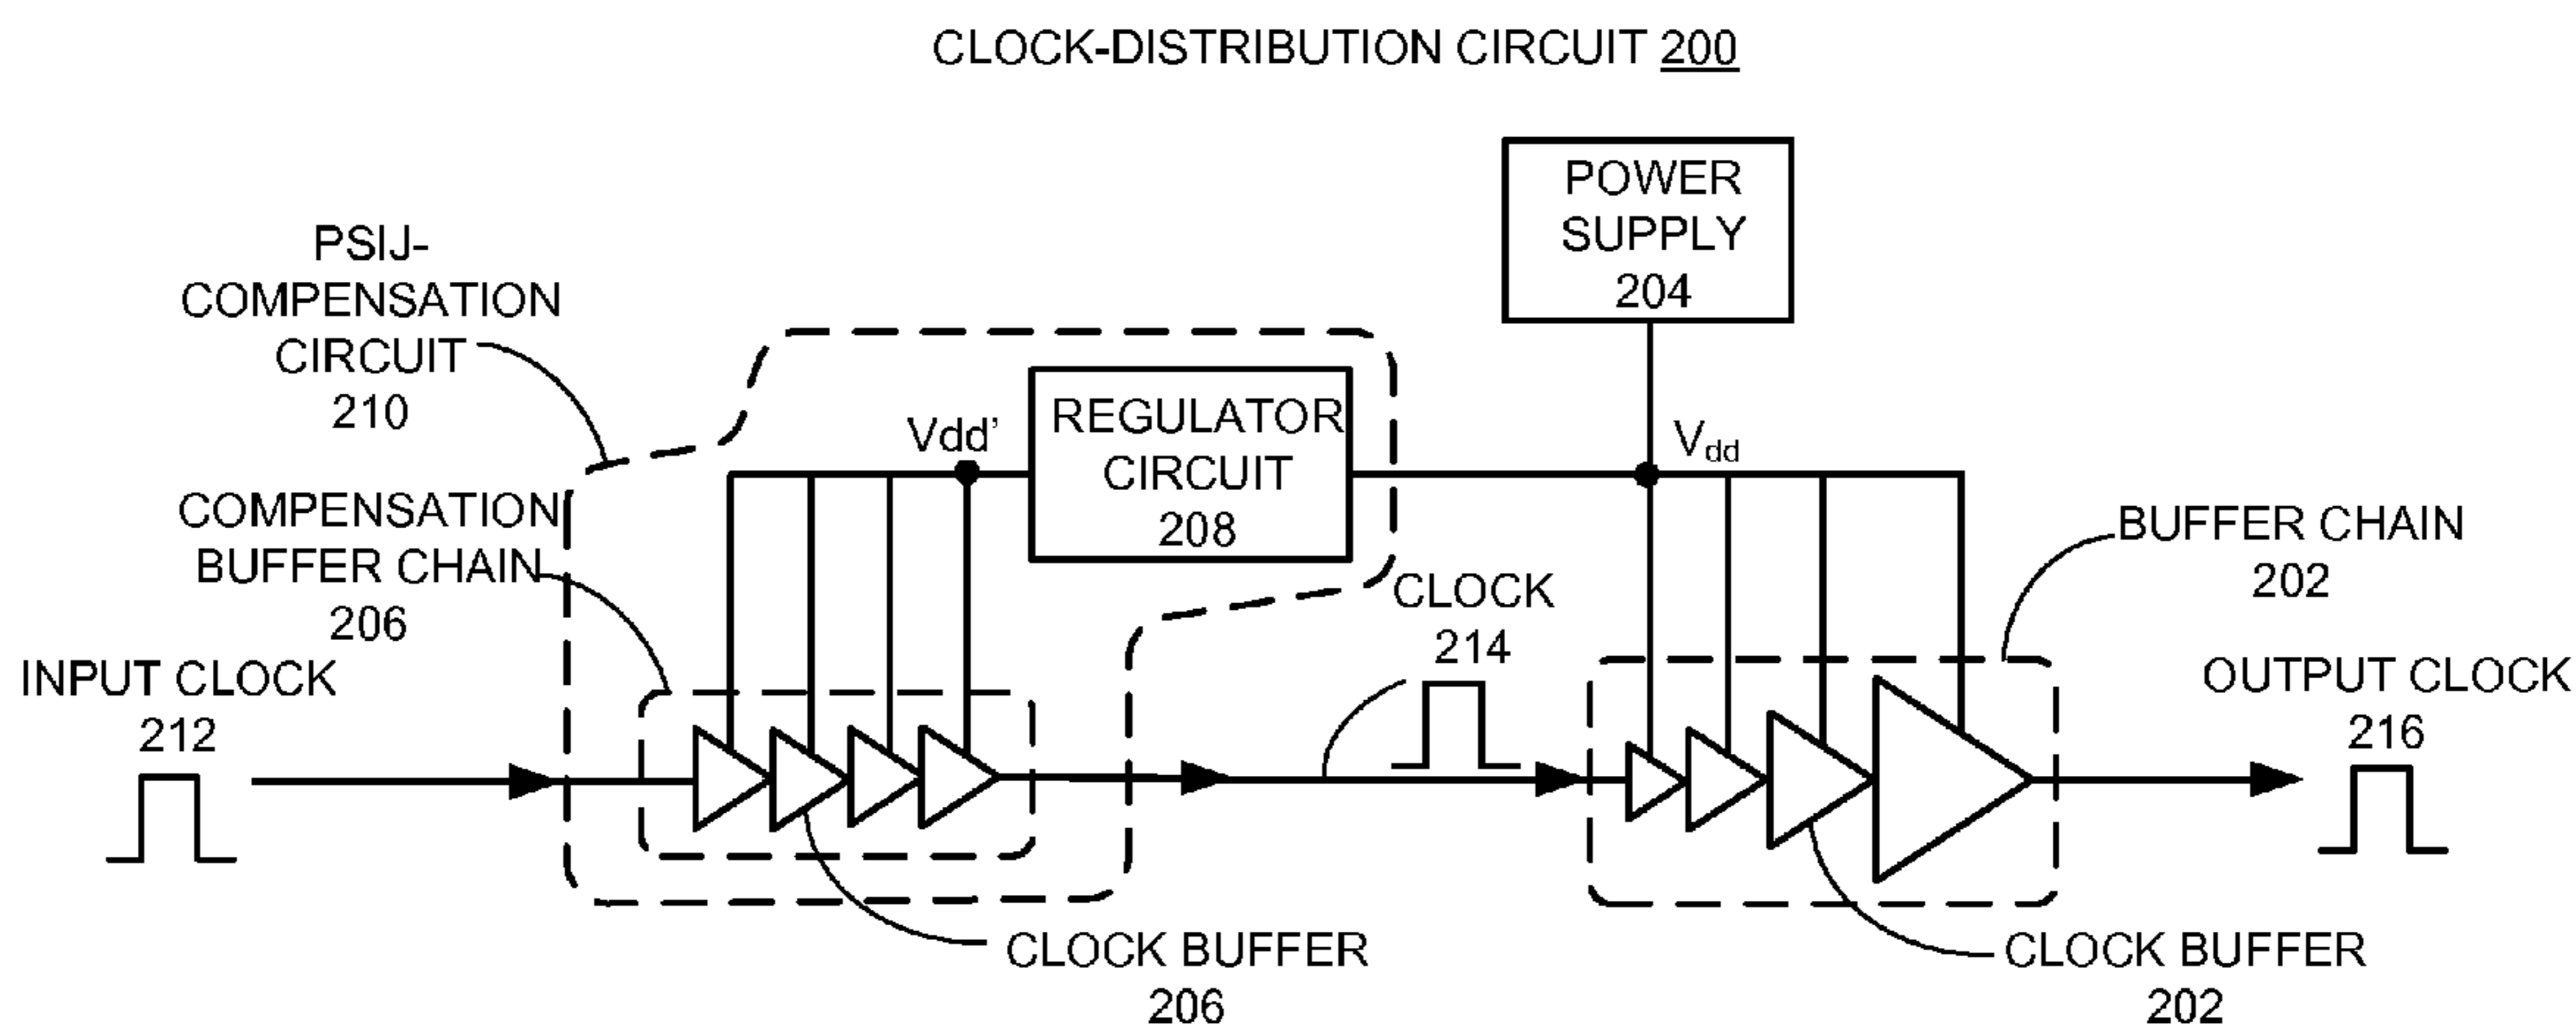 CLOCK-DISTRIBUTION CIRCUIT 200
POWER
SUPPLY
204
PSIJ-
COMPENSATION
CIRCUIT
210
Vdd'
REGULATOR
CIRCUIT
208
Vdd
COMPENSATION
BUFFER CHAIN
206
BUFFER CHAIN
202
CLOCK
214
INPUT CLOCK
212
OUTPUT CLOCK
216
CLOCK BUFFER
206
CLOCK BUFFER
202